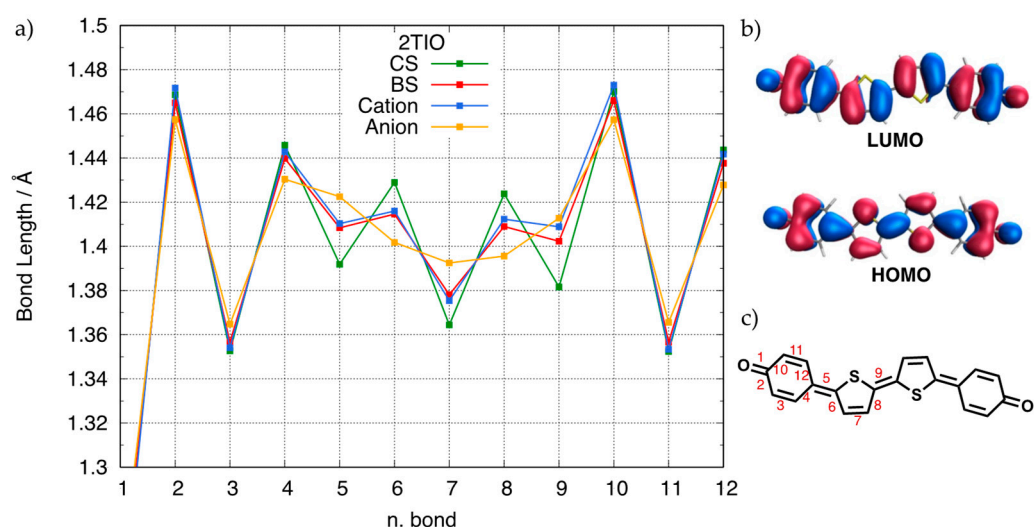 a)
2TIO
CS
BS
Cation
Anion
Bond Length / Å
1.5
1.48
1.46
1.44
1.42
1.4
1.38
1.36
1.34
1.32
1.3
1 2 3 4 5 6 7 8 9 10 11 12
n. bond
b)
LUMO
HOMO
c)
1 11
O 10 12 5 S 9
2 3 4 6 7 8 S O